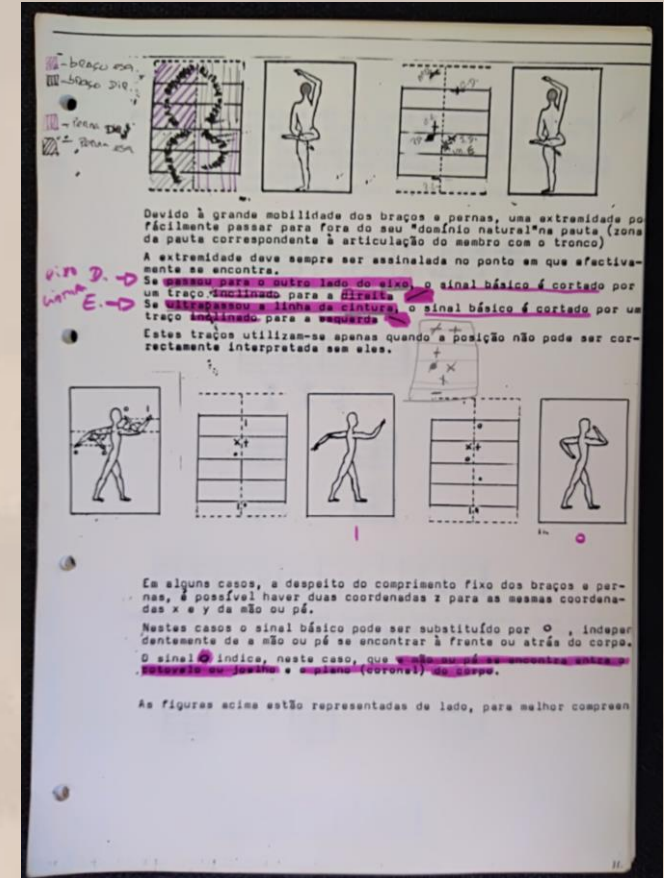 - braço esq.
- braço DIR.
- Perna DIR.
- Perna esq.
Devido à grande mobilidade dos braços e pernas, uma extremidade po
fácilmente passar para fora do seu "domínio natural"na pauta (zona
da pauta correspondente à articulação do membro com o tronco)
A extremidade deve sempre ser assinalada no ponto em que efectiva-
mente se encontra.
eixo D.
Se passou para o outro lado do eixo, o sinal básico é cortado por
um traço inclinado para a direita
E.
Se ultrapassou a linha da cintura, o sinal básico é cortado por um
traço inclinado para a esquerda
Estes traços utilizam-se apenas quando a posição não pode ser cor-
rectamente interpretada sem eles.
1
0
Em alguns casos, a despeito do comprimento fixo dos braços e per-
nas, é possível haver duas coordenadas z para as mesmas coordena-
das x e y da mão ou pé.
Nestes casos o sinal básico pode ser substituído por O , indepen
dentemente de a mão ou pé se encontrar à frente ou atrás do corpo.
O sinal O indica, neste caso, que a mão ou pé se encontra entre o
cotovelo ou joelho e o plano (coronal) do corpo.
As figuras acima estão representadas de lado, para melhor compreen